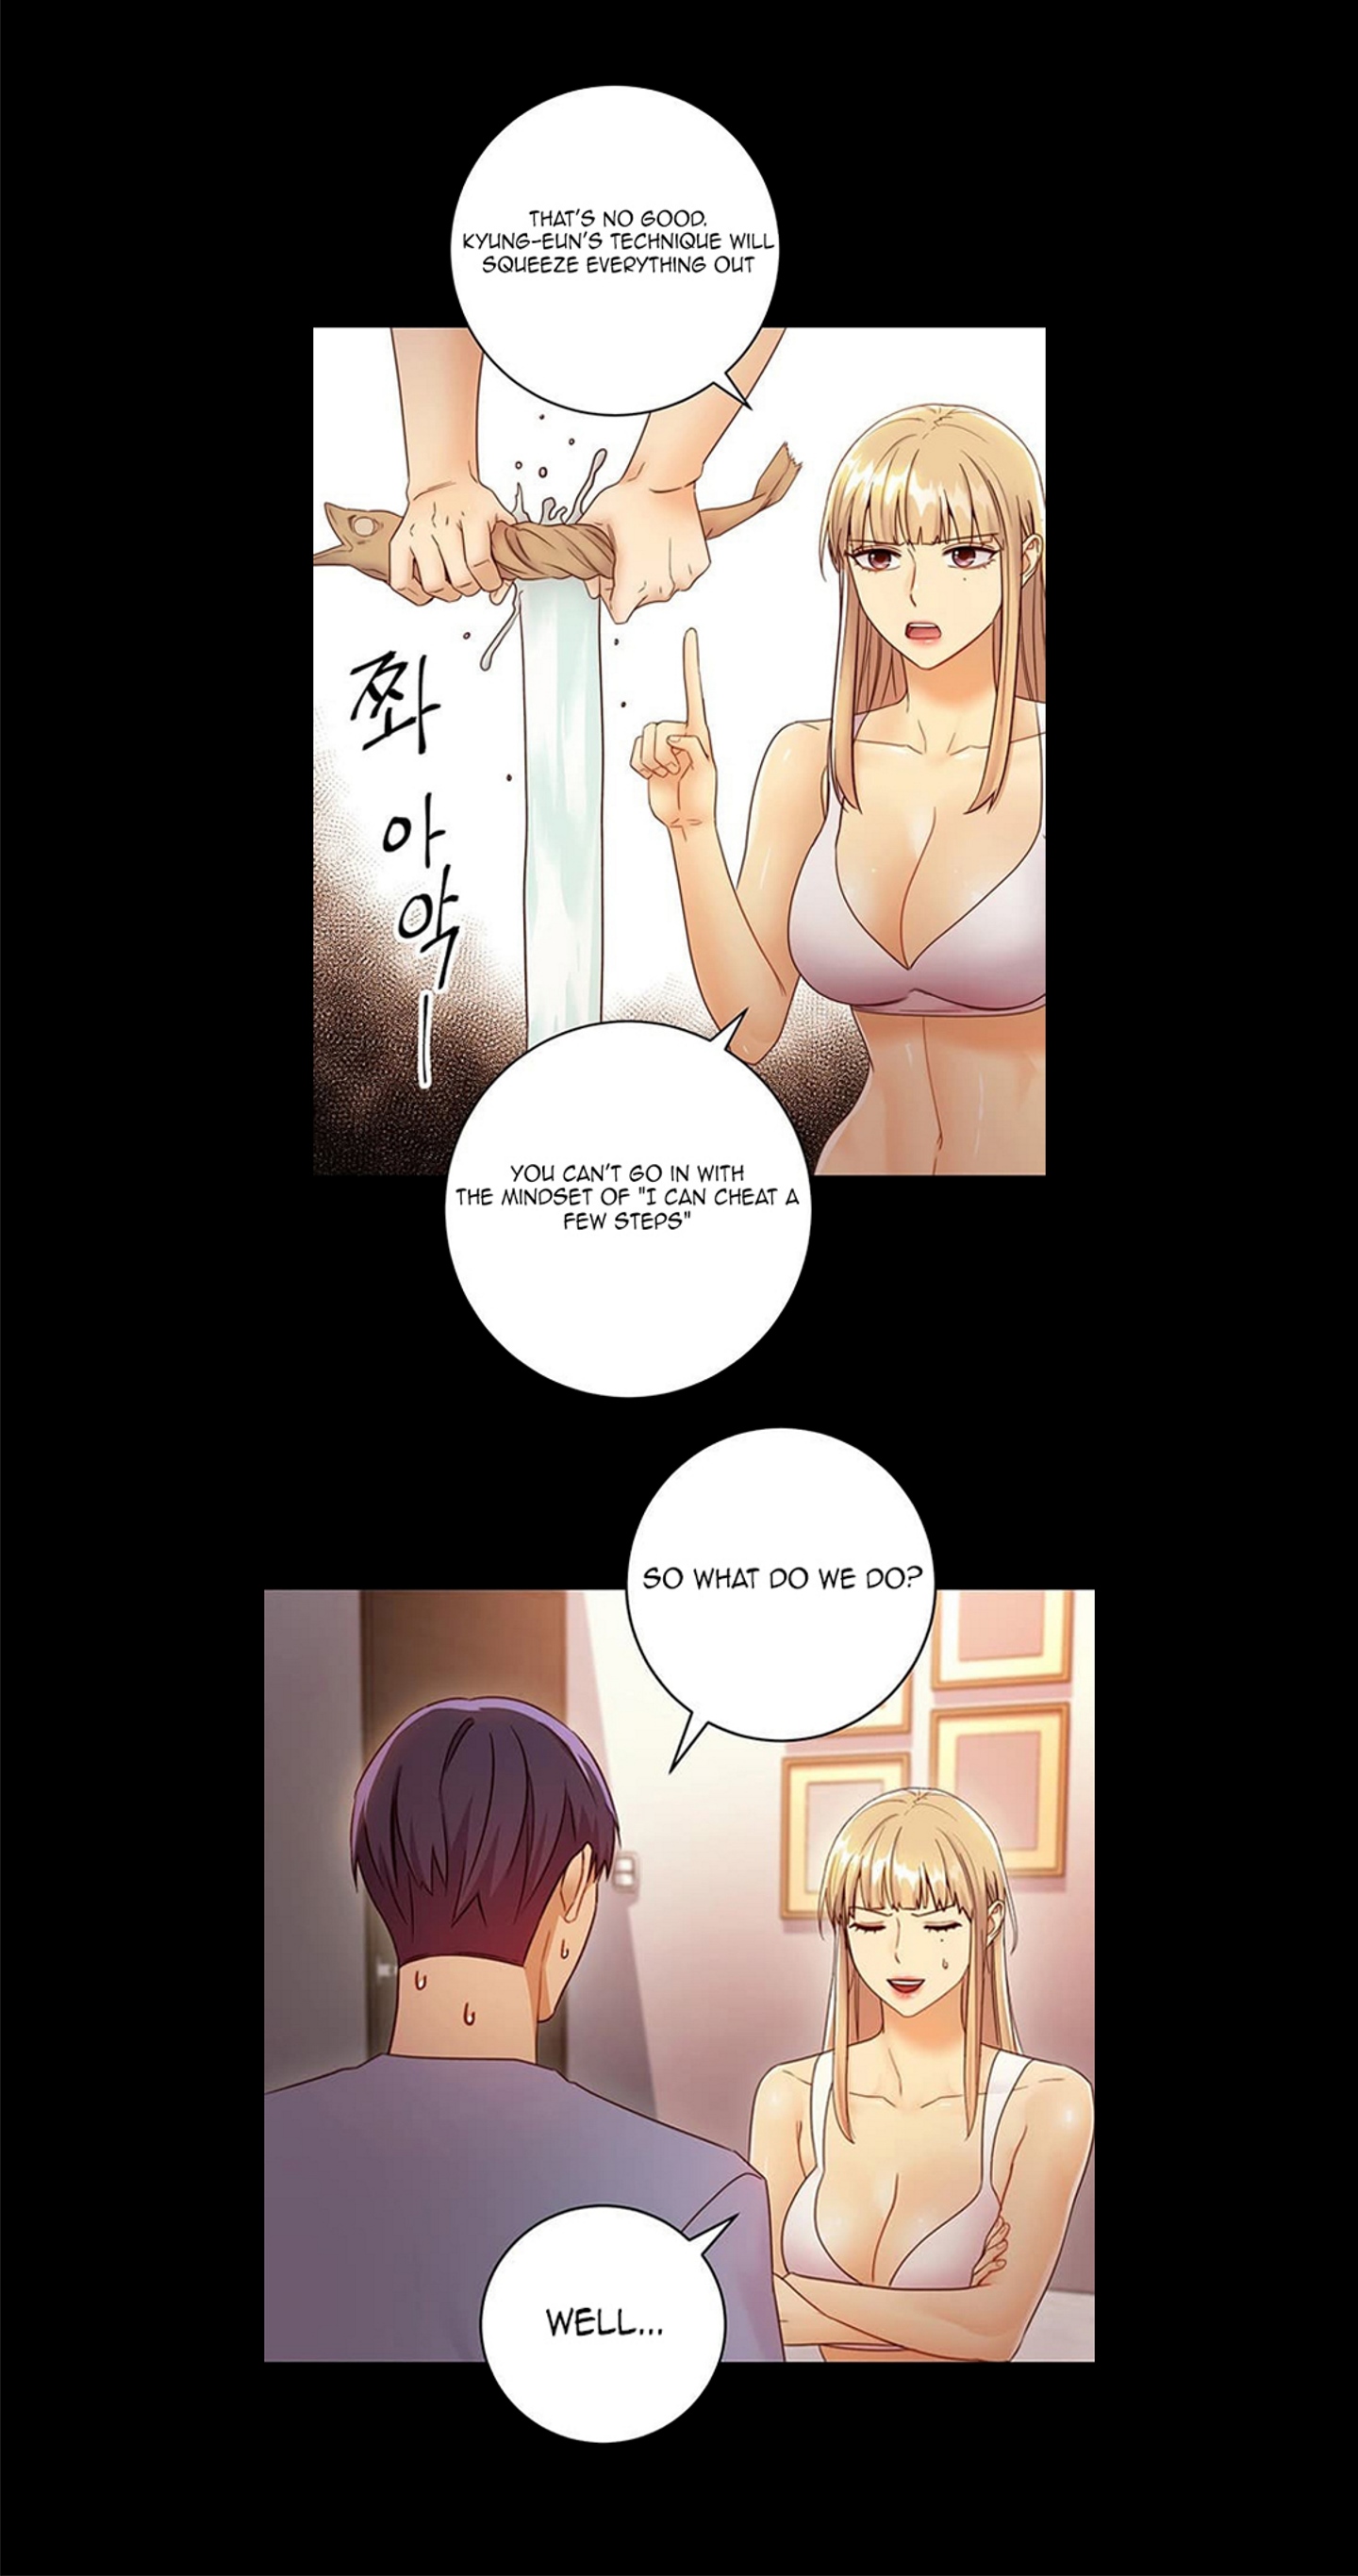 THAT'S NO GOOD.
KYUNG-EUN'S TECHNIQUE WILL
SQUEEZE EVERYTHING OUT
쫘
아
악
YOU CAN'T GO IN WITH
THE MINDSET OF "I CAN CHEAT A
FEW STEPS"
SO WHAT DO WE DO?
WELL...